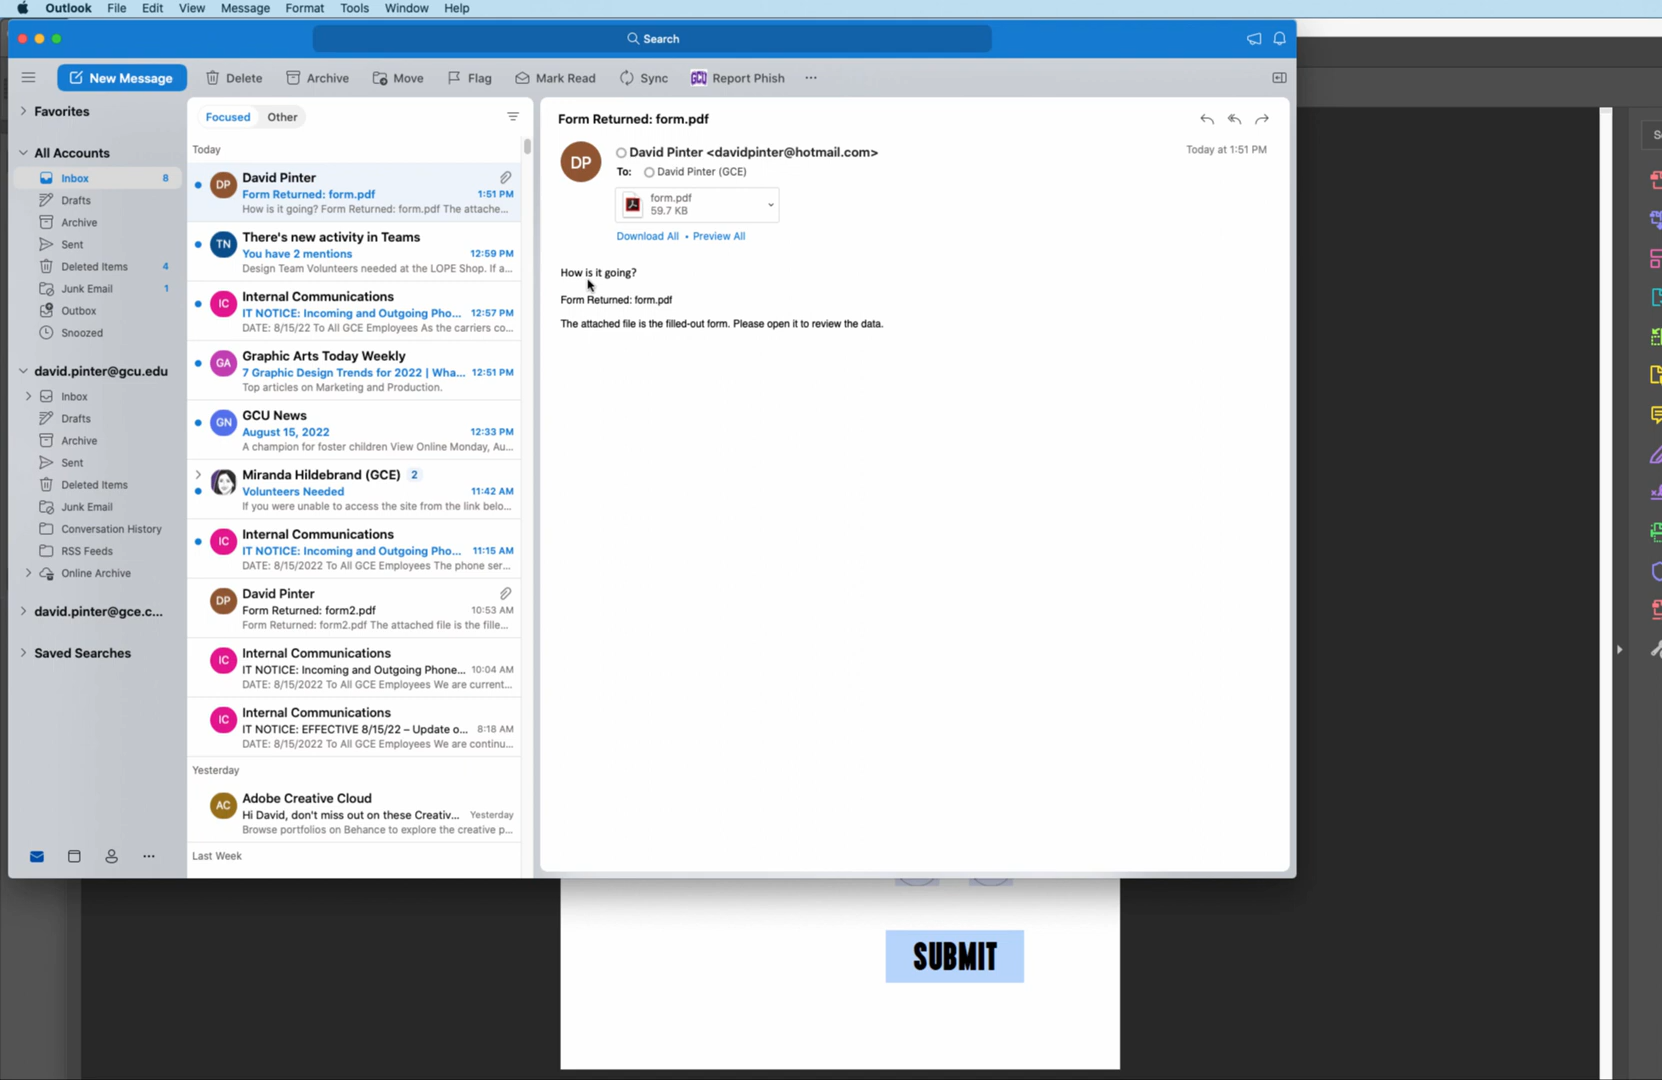 Outlook File Edit View Message Format Tools Window Help
Search
New Message Delete Archive Move Flag Mark Read Sync GCU Report Phish ...
Favorites
All Accounts
Inbox 8
Drafts
Archive
Sent
Deleted Items 4
Junk Email 1
Outbox
Snoozed
david.pinter@gcu.edu
Inbox
Drafts
Archive
Sent
Deleted Items
Junk Email
Conversation History
RSS Feeds
Online Archive
david.pinter@gce.c...
Saved Searches
Focused Other
Today
DP David Pinter
Form Returned: form.pdf 1:51 PM
How is it going? Form Returned: form.pdf The attache...
TN There's new activity in Teams
You have 2 mentions 12:59 PM
Design Team Volunteers needed at the LOPE Shop. If a...
IC Internal Communications
IT NOTICE: Incoming and Outgoing Pho... 12:57 PM
DATE: 8/15/22 To All GCE Employees As the carriers co...
GA Graphic Arts Today Weekly
7 Graphic Design Trends for 2022 | Wha... 12:51 PM
Top articles on Marketing and Production.
GN GCU News
August 15, 2022 12:33 PM
A champion for foster children View Online Monday, Au...
Miranda Hildebrand (GCE) 2
Volunteers Needed 11:42 AM
If you were unable to access the site from the link belo...
IC Internal Communications
IT NOTICE: Incoming and Outgoing Pho... 11:15 AM
DATE: 8/15/2022 To All GCE Employees The phone ser...
DP David Pinter
Form Returned: form2.pdf 10:53 AM
Form Returned: form2.pdf The attached file is the fille...
IC Internal Communications
IT NOTICE: Incoming and Outgoing Phone... 10:04 AM
DATE: 8/15/2022 To All GCE Employees We are current...
IC Internal Communications
IT NOTICE: EFFECTIVE 8/15/22 – Update o... 8:18 AM
DATE: 8/15/2022 To All GCE Employees We are continu...
Yesterday
AC Adobe Creative Cloud
Hi David, don't miss out on these Creativ... Yesterday
Browse portfolios on Behance to explore the creative p...
Last Week
Form Returned: form.pdf
DP David Pinter <davidpinter@hotmail.com> Today at 1:51 PM
To: David Pinter (GCE)
form.pdf
59.7 KB
Download All • Preview All
How is it going?
Form Returned: form.pdf
The attached file is the filled-out form. Please open it to review the data.
SUBMIT